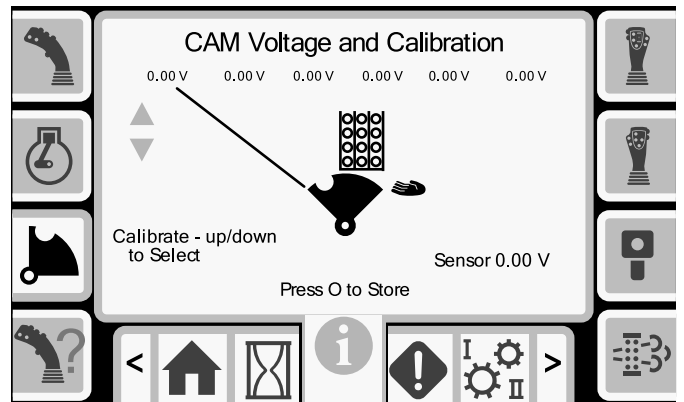 CAM Voltage and Calibration
0.00 V 0.00 V 0.00 V 0.00 V 0.00 V 0.00 V
Calibrate - up/down
to Select
Sensor 0.00 V
Press O to Store
?
< i ! I II >